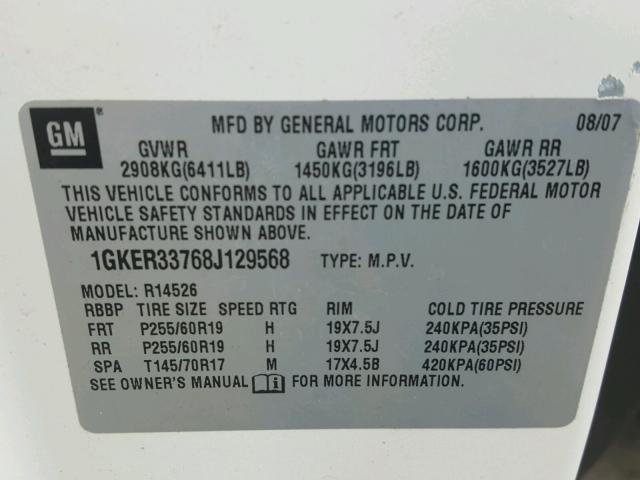 GM ® MFD BY GENERAL MOTORS CORP. 08/07
GVWR GAWR FRT GAWR RR
2908KG(6411LB) 1450KG(3196LB) 1600KG(3527LB)
THIS VEHICLE CONFORMS TO ALL APPLICABLE U.S. FEDERAL MOTOR
VEHICLE SAFETY STANDARDS IN EFFECT ON THE DATE OF
MANUFACTURE SHOWN ABOVE.
1GKER33768J129568 TYPE: M.P.V.
MODEL: R14526
RBBP TIRE SIZE SPEED RTG RIM COLD TIRE PRESSURE
FRT P255/60R19 H 19X7.5J 240KPA(35PSI)
RR P255/60R19 H 19X7.5J 240KPA(35PSI)
SPA T145/70R17 M 17X4.5B 420KPA(60PSI)
SEE OWNER'S MANUAL i FOR MORE INFORMATION.